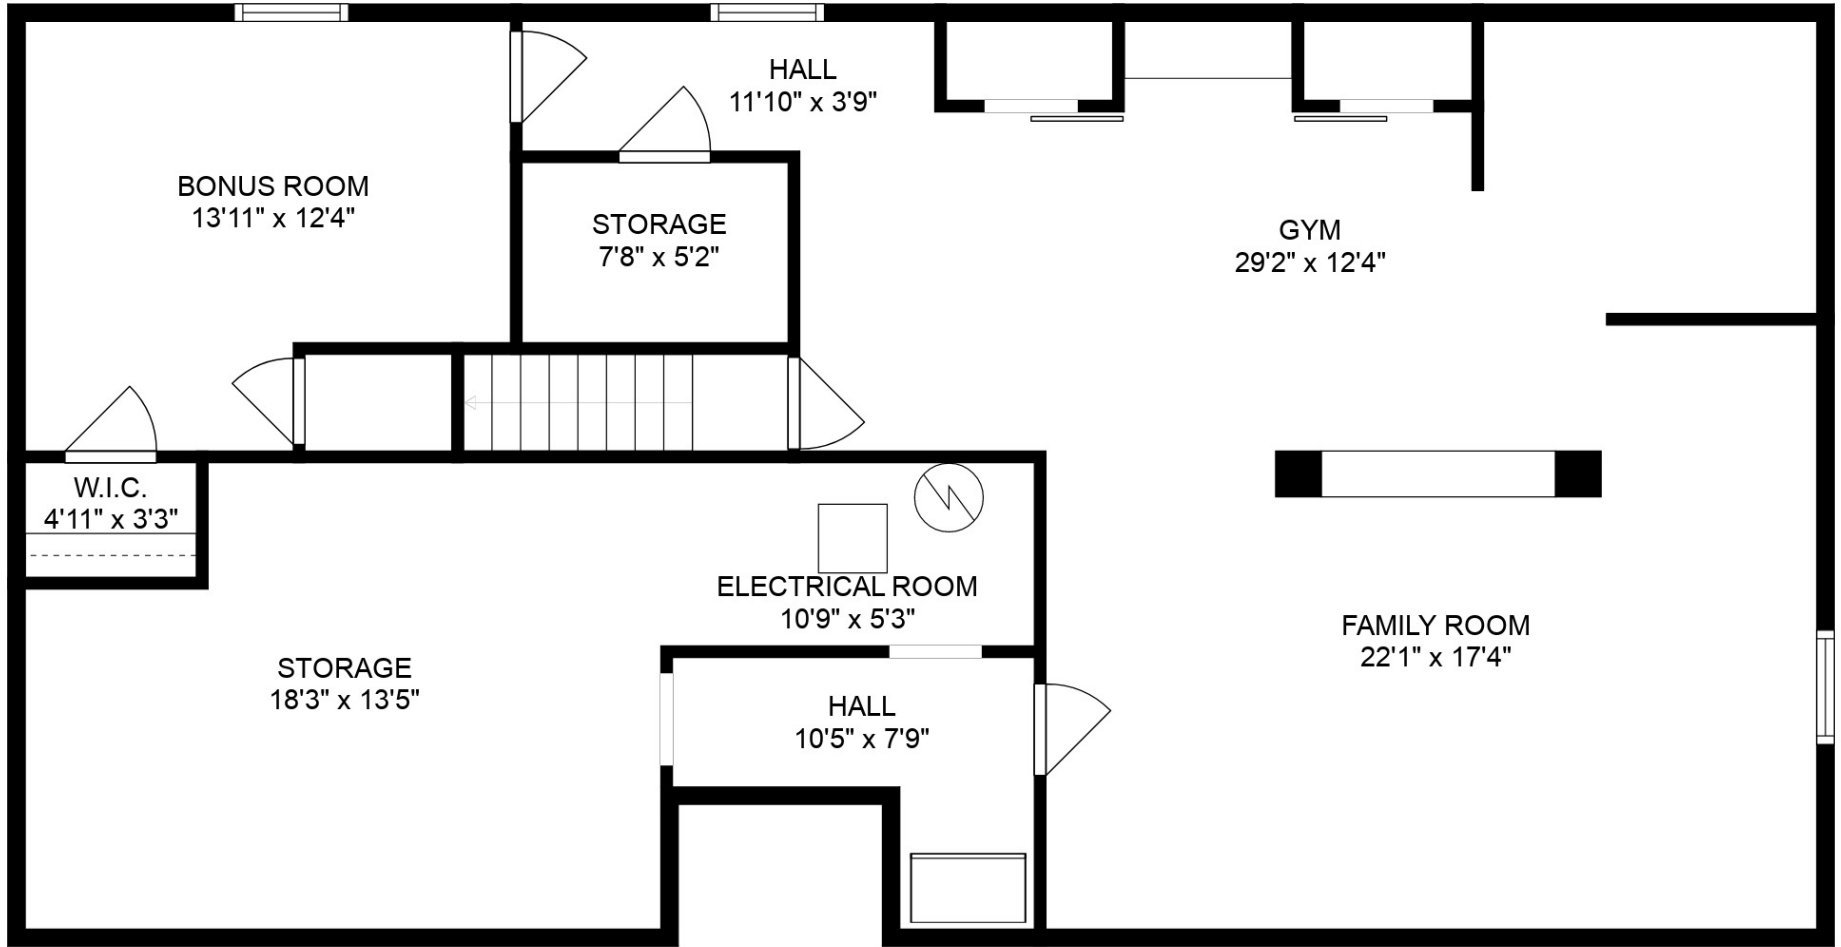 HALL
11'10" x 3'9"
BONUS ROOM
13'11" x 12'4"
STORAGE
7'8" x 5'2"
GYM
29'2" x 12'4"
W.I.C.
4'11" x 3'3"
ELECTRICAL ROOM
10'9" x 5'3"
FAMILY ROOM
22'1" x 17'4"
STORAGE
18'3" x 13'5"
HALL
10'5" x 7'9"